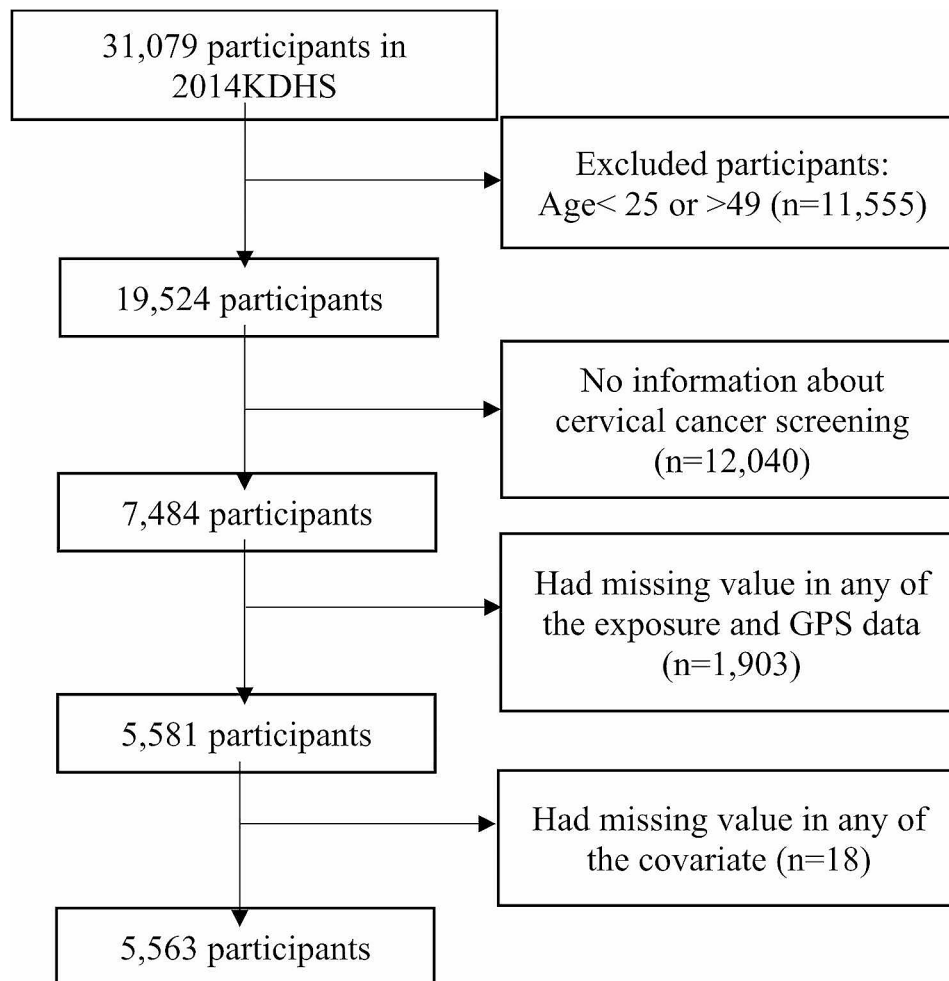 31,079 participants in
2014KDHS
Excluded participants:
Age< 25 or >49 (n=11,555)
19,524 participants
No information about
cervical cancer screening
(n=12,040)
7,484 participants
Had missing value in any of
the exposure and GPS data
(n=1,903)
5,581 participants
Had missing value in any of
the covariate (n=18)
5,563 participants